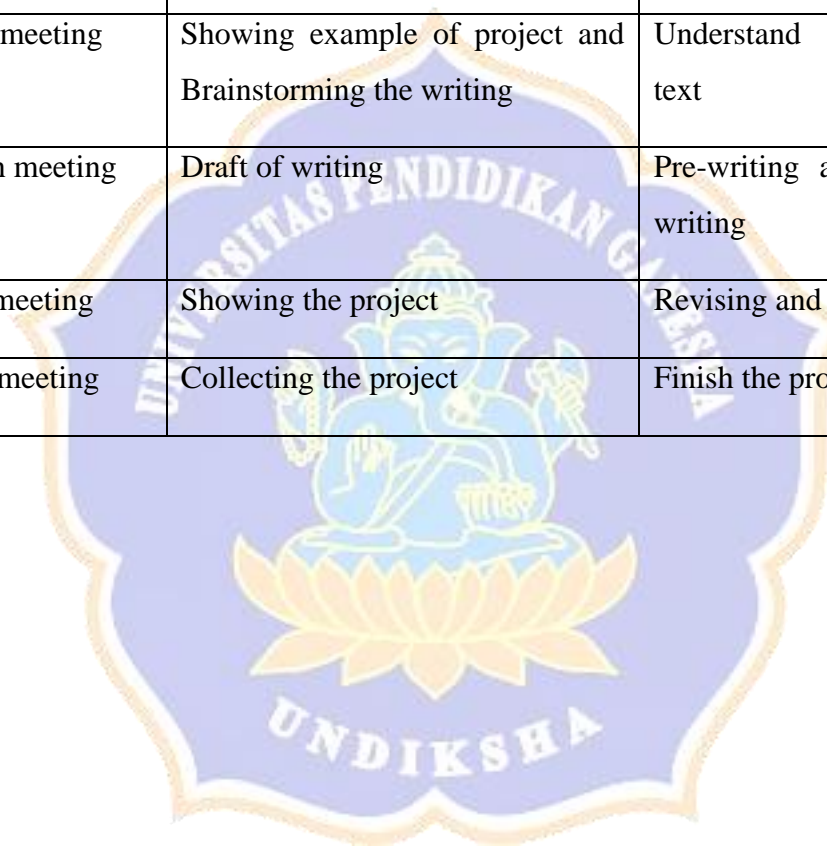 meeting Showing example of project and Understand
Brainstorming the writing text
meeting Draft of writing Pre-writing
writing
meeting Showing the project Revising and
meeting Collecting the project Finish the
UNIVERSITAS PENDIDIKAN GANESHA
UNDIKSHA